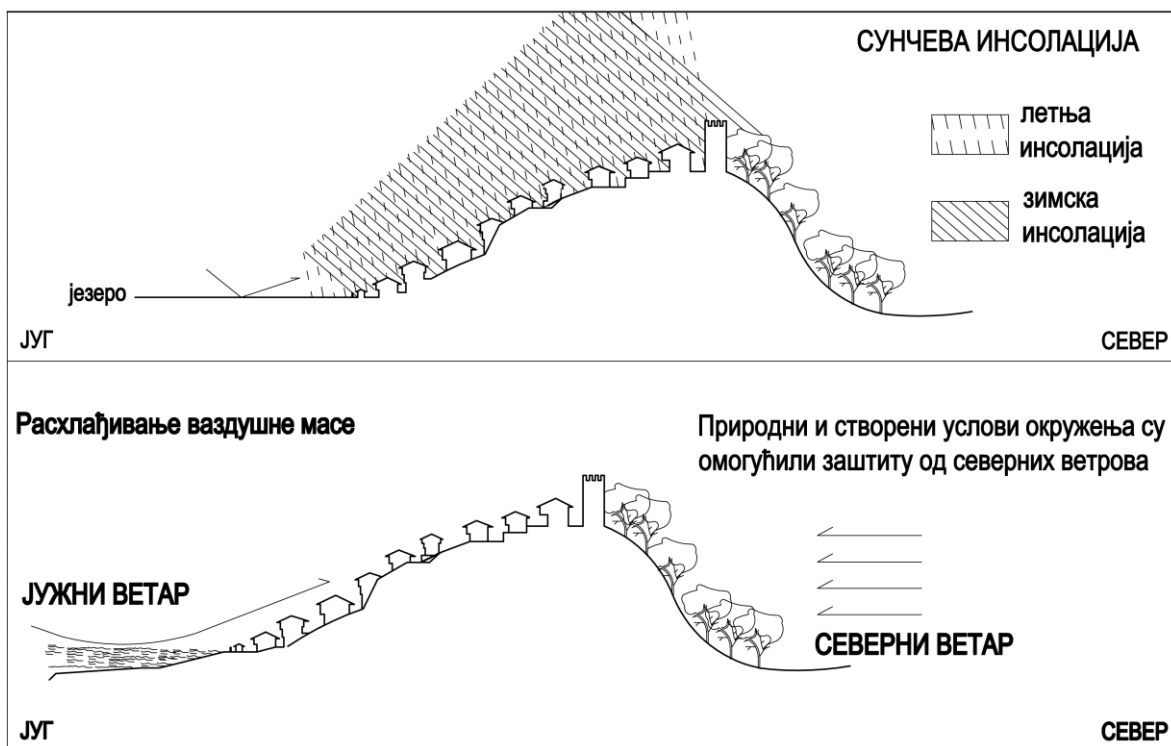 СУНЧЕВА ИНСОЛАЦИЈА
летња
инсолација
зимска
инсолација
језеро
ЈУГ
СЕВЕР
Расхлађивање ваздушне масе
Природни и створени услови окружења су
омогућили заштиту од северних ветрова
ЈУЖНИ ВЕТАР
СЕВЕРНИ ВЕТАР
ЈУГ
СЕВЕР